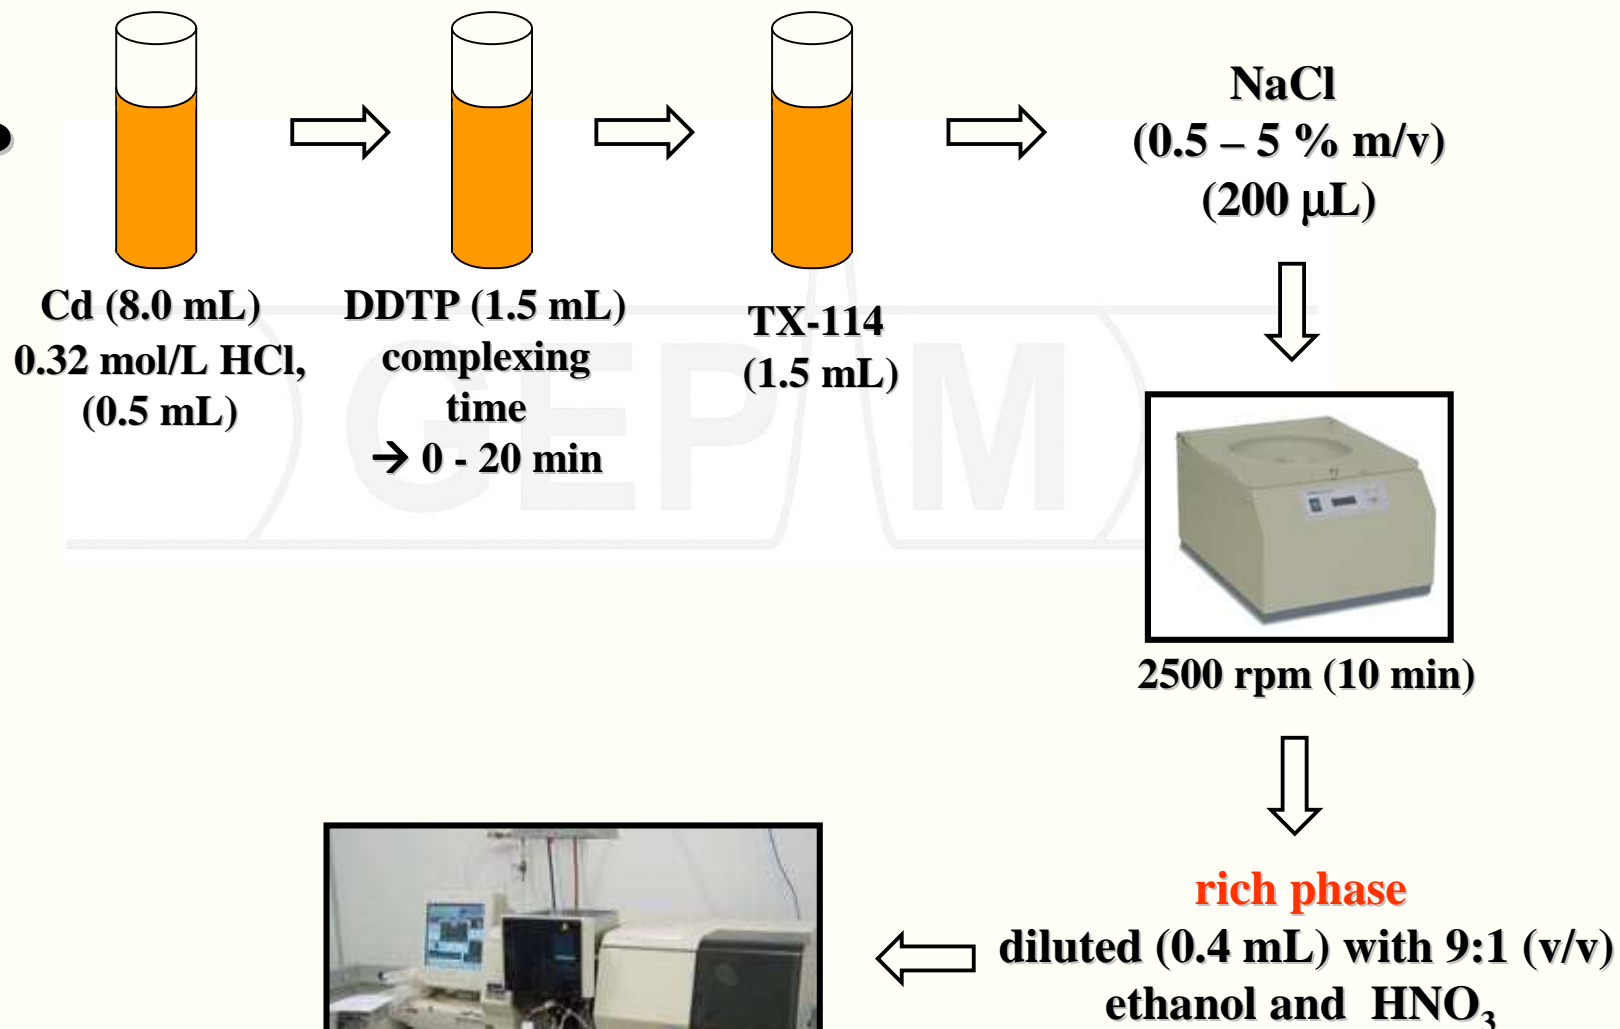 Cd (8.0 mL)
0.32 mol/L HCl,
(0.5 mL)
DDTP (1.5 mL)
complexing
time
→ 0 - 20 min
TX-114
(1.5 mL)
NaCl
(0.5 – 5 % m/v)
(200 μL)
GEPAM
2500 rpm (10 min)
rich phase
diluted (0.4 mL) with 9:1 (v/v)
ethanol and HNO₃